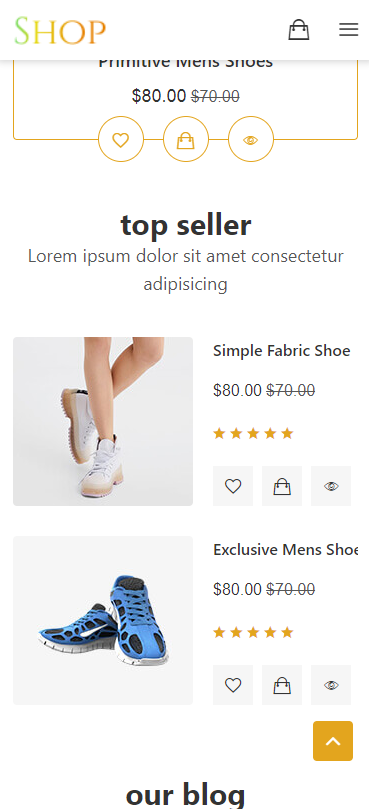 SHOP
Primitive Mens Shoes
$80.00 $70.00
top seller
Lorem ipsum dolor sit amet consectetur
adipisicing
Simple Fabric Shoe
$80.00 $70.00
Exclusive Mens Shoe
$80.00 $70.00
our blog